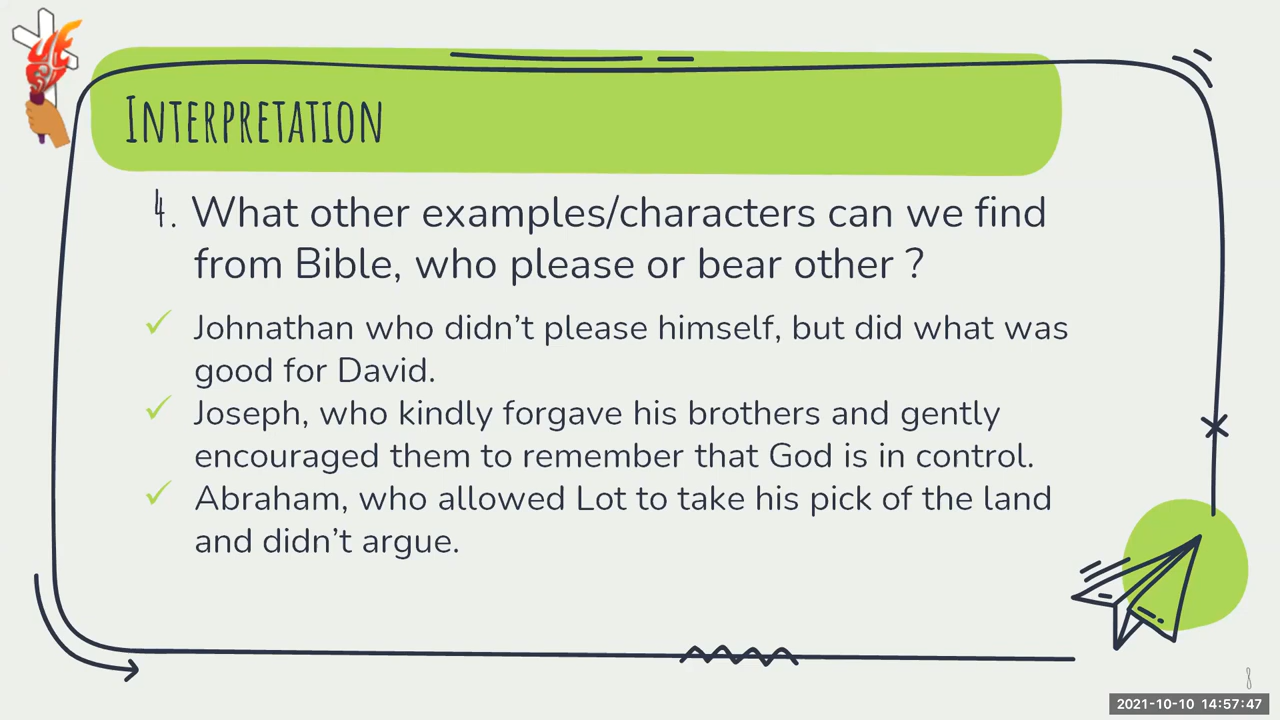 Interpretation
4. What other examples/characters can we find
from Bible, who please or bear other ?
✓ Johnathan who didn't please himself, but did what was
good for David.
✓ Joseph, who kindly forgave his brothers and gently
encouraged them to remember that God is in control.
✓ Abraham, who allowed Lot to take his pick of the land
and didn't argue.
8
2021-10-10 14:57:47